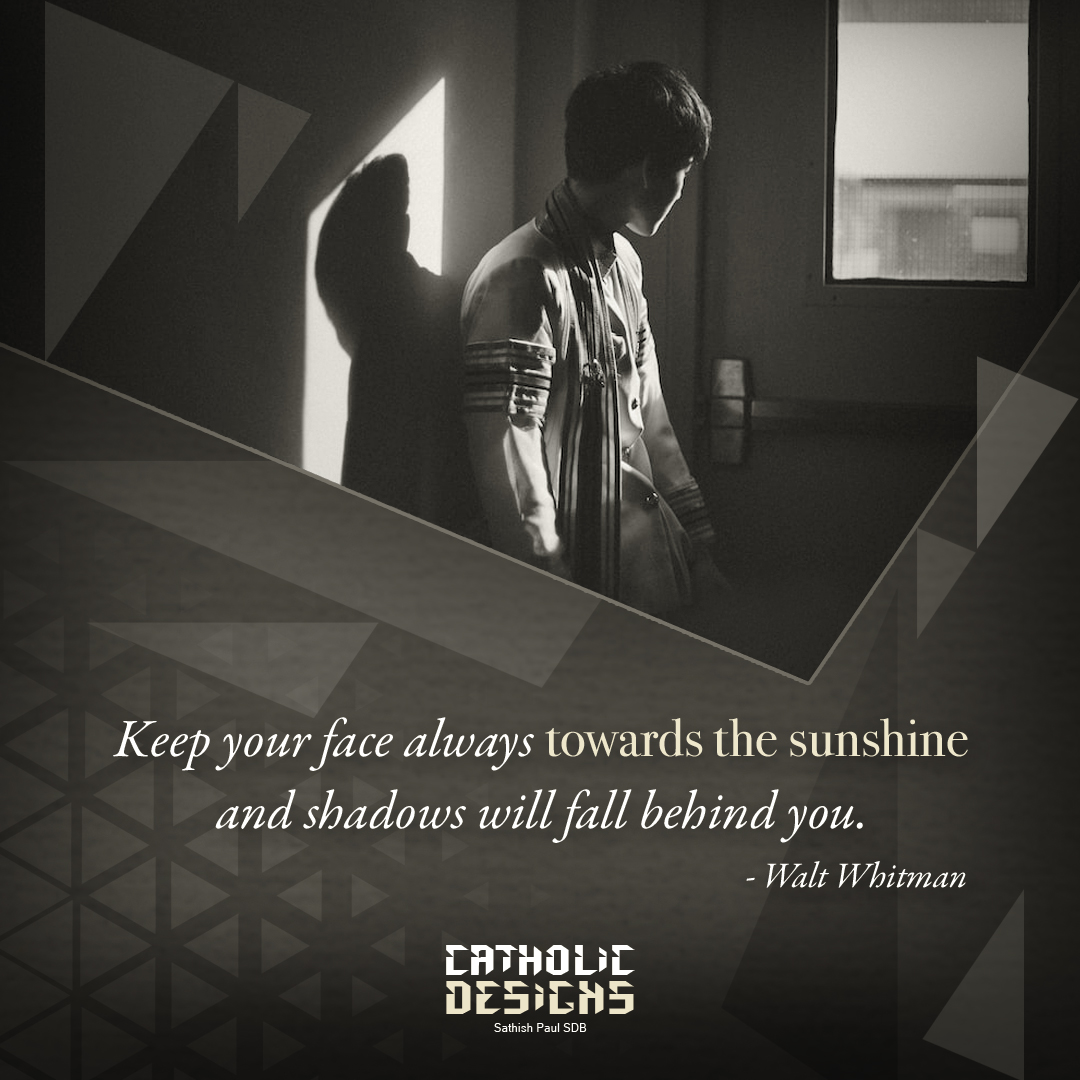 Keep your face always towards the sunshine
and shadows will fall behind you.
- Walt Whitman
CATHOLIC
DESIGNS
Sathish Paul SDB